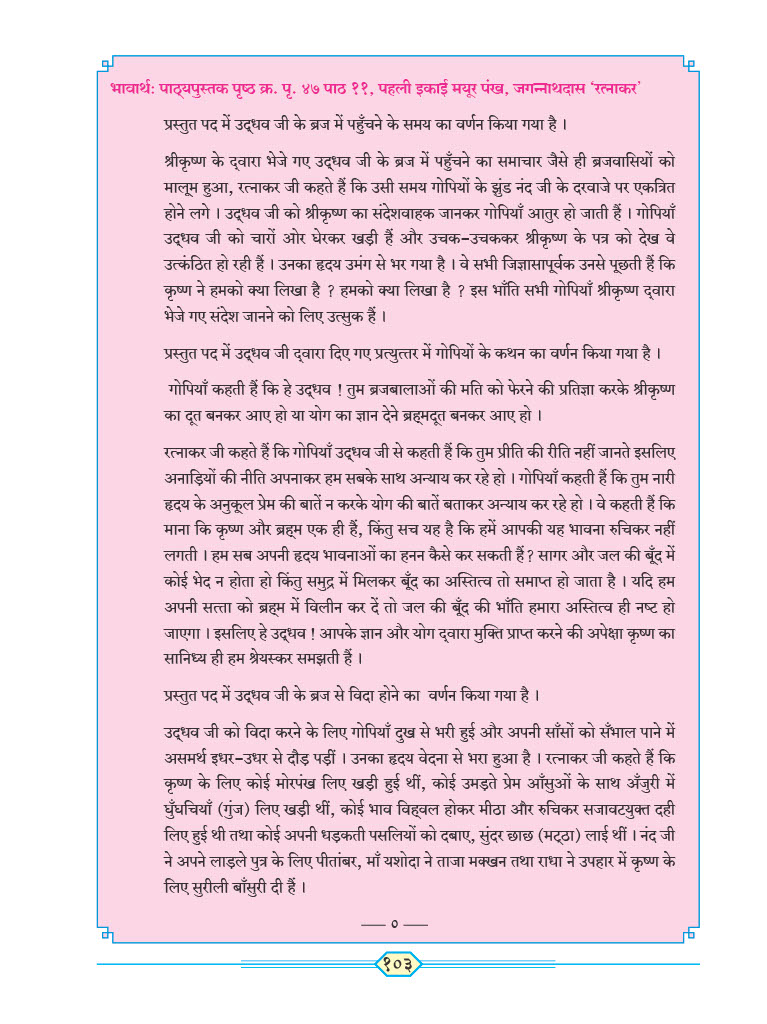 भावार्थ: पाठ्यपुस्तक पृष्ठ क्र. पृ. ४७ पाठ ११, पहली इकाई मयूर पंख, जगन्नाथदास ‘रत्नाकर’
प्रस्तुत पद में उद्धव जी के ब्रज में पहुँचने के समय का वर्णन किया गया है ।
श्रीकृष्ण के द्वारा भेजे गए उद्धव जी के ब्रज में पहुँचने का समाचार जैसे ही ब्रजवासियों को
मालूम हुआ, रत्नाकर जी कहते हैं कि उसी समय गोपियों के झुंड नंद जी के दरवाजे पर एकत्रित
होने लगे । उद्धव जी को श्रीकृष्ण का संदेशवाहक जानकर गोपियाँ आतुर हो जाती हैं । गोपियाँ
उद्धव जी को चारों ओर घेरकर खड़ी हैं और उचक-उचककर श्रीकृष्ण के पत्र को देख वे
उत्कंठित हो रही हैं । उनका हृदय उमंग से भर गया है । वे सभी जिज्ञासापूर्वक उनसे पूछती हैं कि
कृष्ण ने हमको क्या लिखा है ? हमको क्या लिखा है ? इस भाँति सभी गोपियाँ श्रीकृष्ण द्वारा
भेजे गए संदेश जानने को लिए उत्सुक हैं ।
प्रस्तुत पद में उद्धव जी द्वारा दिए गए प्रत्युत्तर में गोपियों के कथन का वर्णन किया गया है ।
गोपियाँ कहती हैं कि हे उद्धव ! तुम ब्रजबालाओं की मति को फेरने की प्रतिज्ञा करके श्रीकृष्ण
का दूत बनकर आए हो या योग का ज्ञान देने ब्रह्मदूत बनकर आए हो ।
रत्नाकर जी कहते हैं कि गोपियाँ उद्धव जी से कहती हैं कि तुम प्रीति की रीति नहीं जानते इसलिए
अनाड़ियों की नीति अपनाकर हम सबके साथ अन्याय कर रहे हो । गोपियाँ कहती हैं कि तुम नारी
हृदय के अनुकूल प्रेम की बातें न करके योग की बातें बताकर अन्याय कर रहे हो । वे कहती हैं कि
माना कि कृष्ण और ब्रह्म एक ही हैं, किंतु सच यह है कि हमें आपकी यह भावना रुचिकर नहीं
लगती । हम सब अपनी हृदय भावनाओं का हनन कैसे कर सकती हैं? सागर और जल की बूँद में
कोई भेद न होता हो किंतु समुद्र में मिलकर बूँद का अस्तित्व तो समाप्त हो जाता है । यदि हम
अपनी सत्ता को ब्रह्म में विलीन कर दें तो जल की बूँद की भाँति हमारा अस्तित्व ही नष्ट हो
जाएगा । इसलिए हे उद्धव ! आपके ज्ञान और योग द्वारा मुक्ति प्राप्त करने की अपेक्षा कृष्ण का
सानिध्य ही हम श्रेयस्कर समझती हैं ।
प्रस्तुत पद में उद्धव जी के ब्रज से विदा होने का वर्णन किया गया है ।
उद्धव जी को विदा करने के लिए गोपियाँ दुख से भरी हुई और अपनी साँसों को सँभाल पाने में
असमर्थ इधर-उधर से दौड़ पड़ीं । उनका हृदय वेदना से भरा हुआ है । रत्नाकर जी कहते हैं कि
कृष्ण के लिए कोई मोरपंख लिए खड़ी हुई थीं, कोई उमड़ते प्रेम आँसुओं के साथ अँजुरी में
घुँघचियाँ (गुंज) लिए खड़ी थीं, कोई भाव विह्वल होकर मीठा और रुचिकर सजावटयुक्त दही
लिए हुई थी तथा कोई अपनी धड़कती पसलियों को दबाए, सुंदर छाछ (मट्ठा) लाई थीं । नंद जी
ने अपने लाड़ले पुत्र के लिए पीतांबर, माँ यशोदा ने ताजा मक्खन तथा राधा ने उपहार में कृष्ण के
लिए सुरीली बाँसुरी दी हैं ।
— ० —
१०३